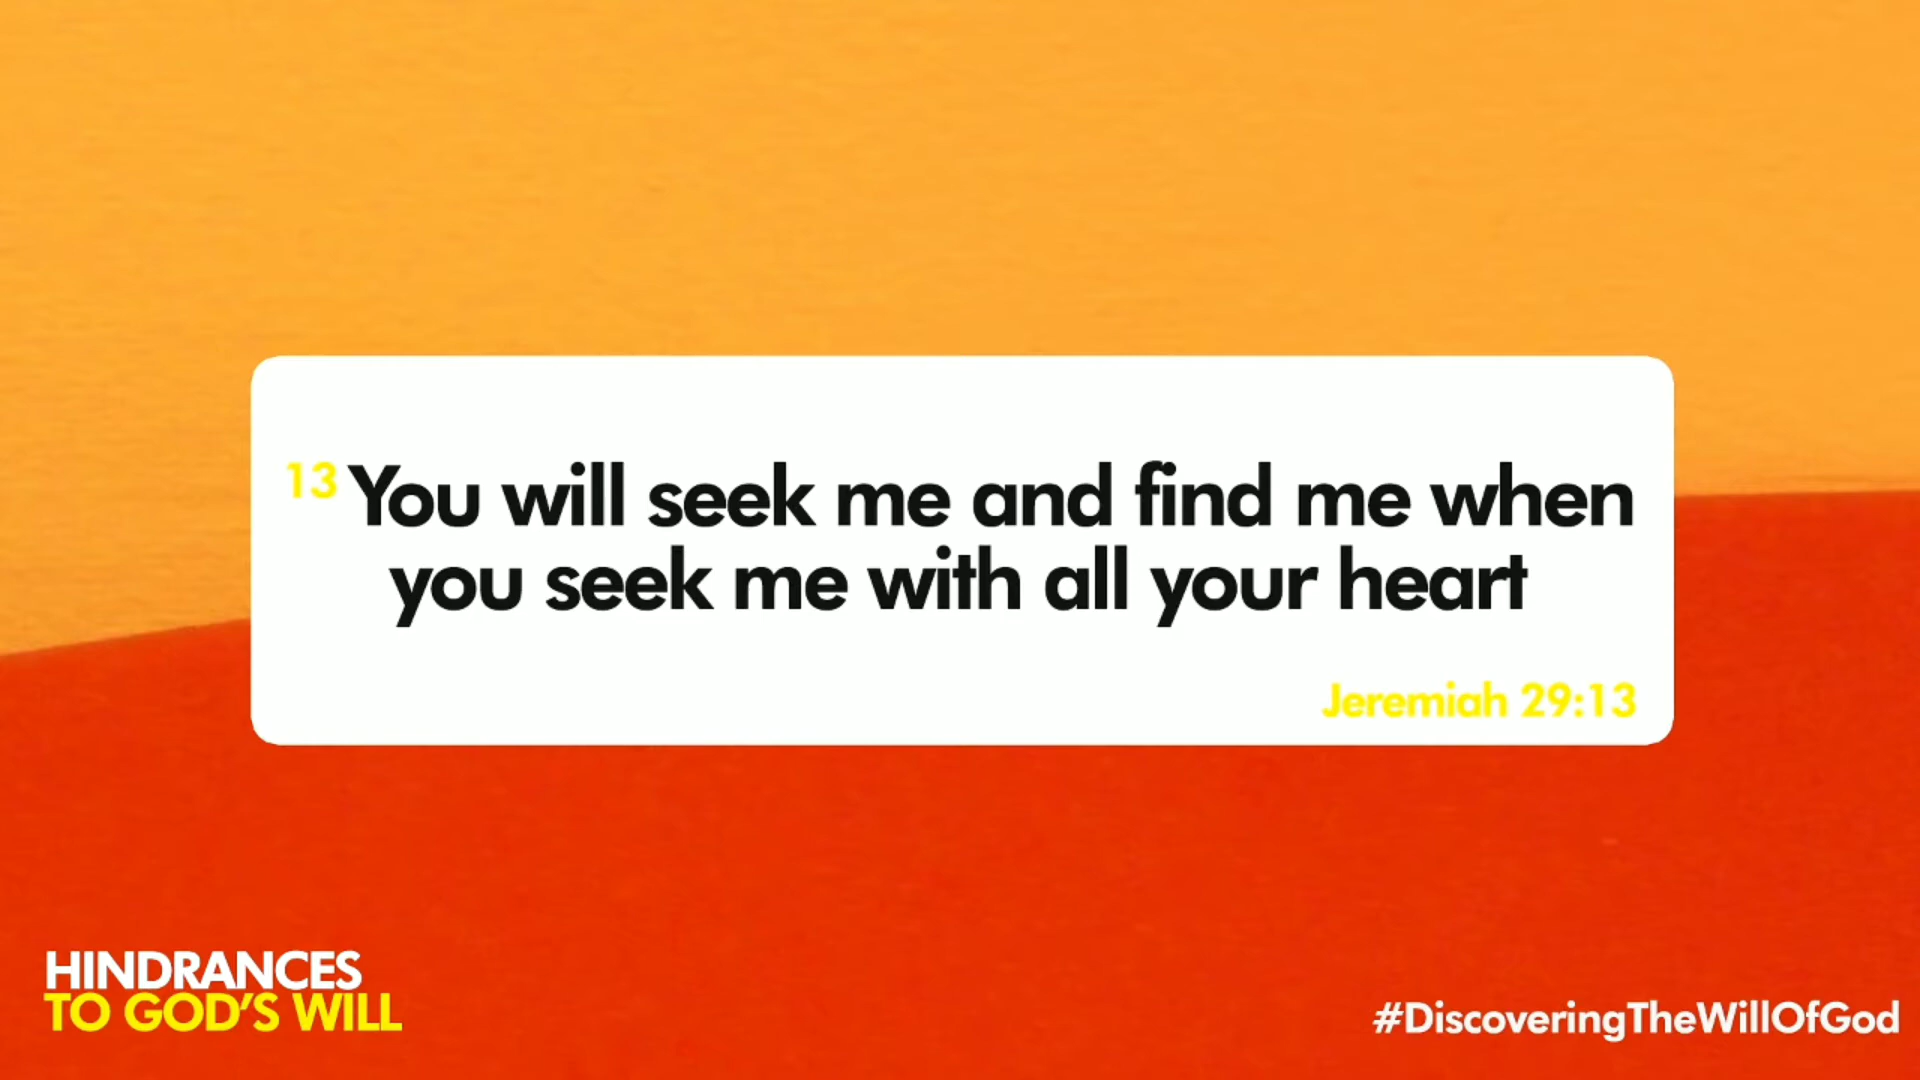 13 You will seek me and find me when
you seek me with all your heart
Jeremiah 29:13
HINDRANCES
TO GOD'S WILL
#DiscoveringTheWillOfGod